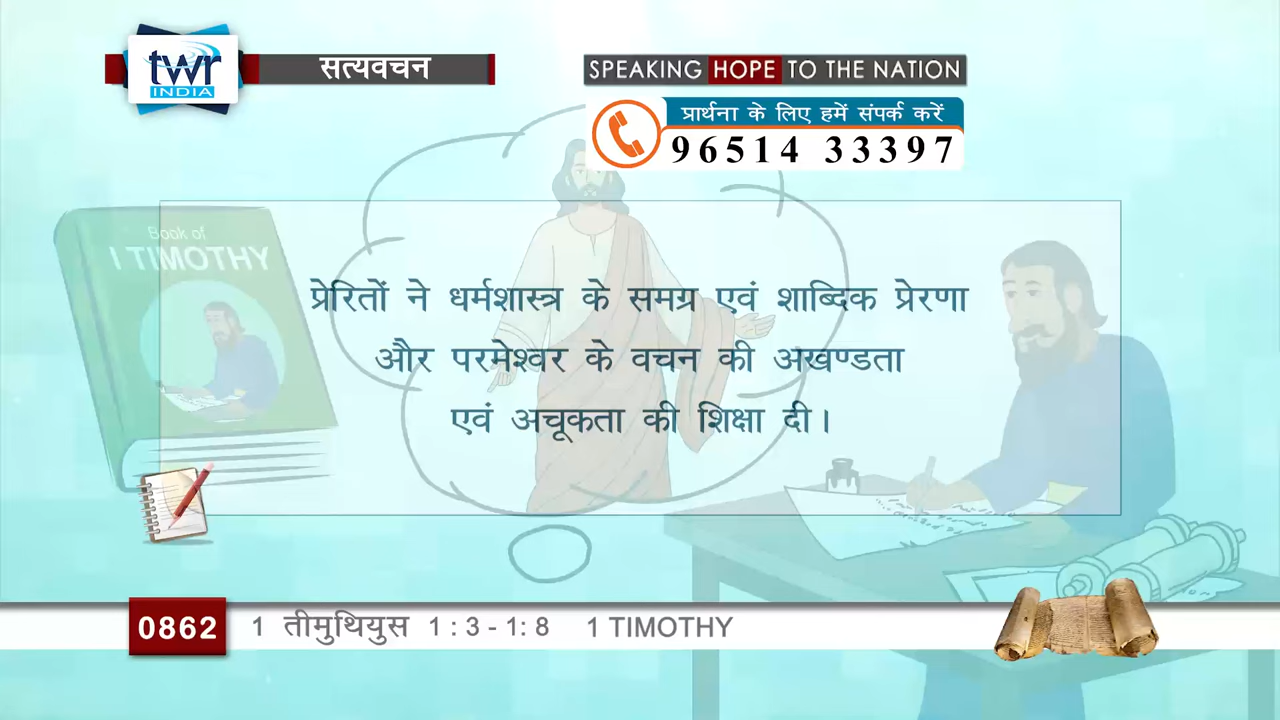 twr
INDIA
सत्यवचन
SPEAKING HOPE TO THE NATION
प्रार्थना के लिए हमें संपर्क करें
96514 33397
Book of
I TIMOTHY
प्रेरितों ने धर्मशास्त्र के समग्र एवं शाब्दिक प्रेरणा
और परमेश्वर के वचन की अखण्डता
एवं अचूकता की शिक्षा दी।
0862
1 तीमुथियुस 1 : 3 - 1: 8 1 TIMOTHY